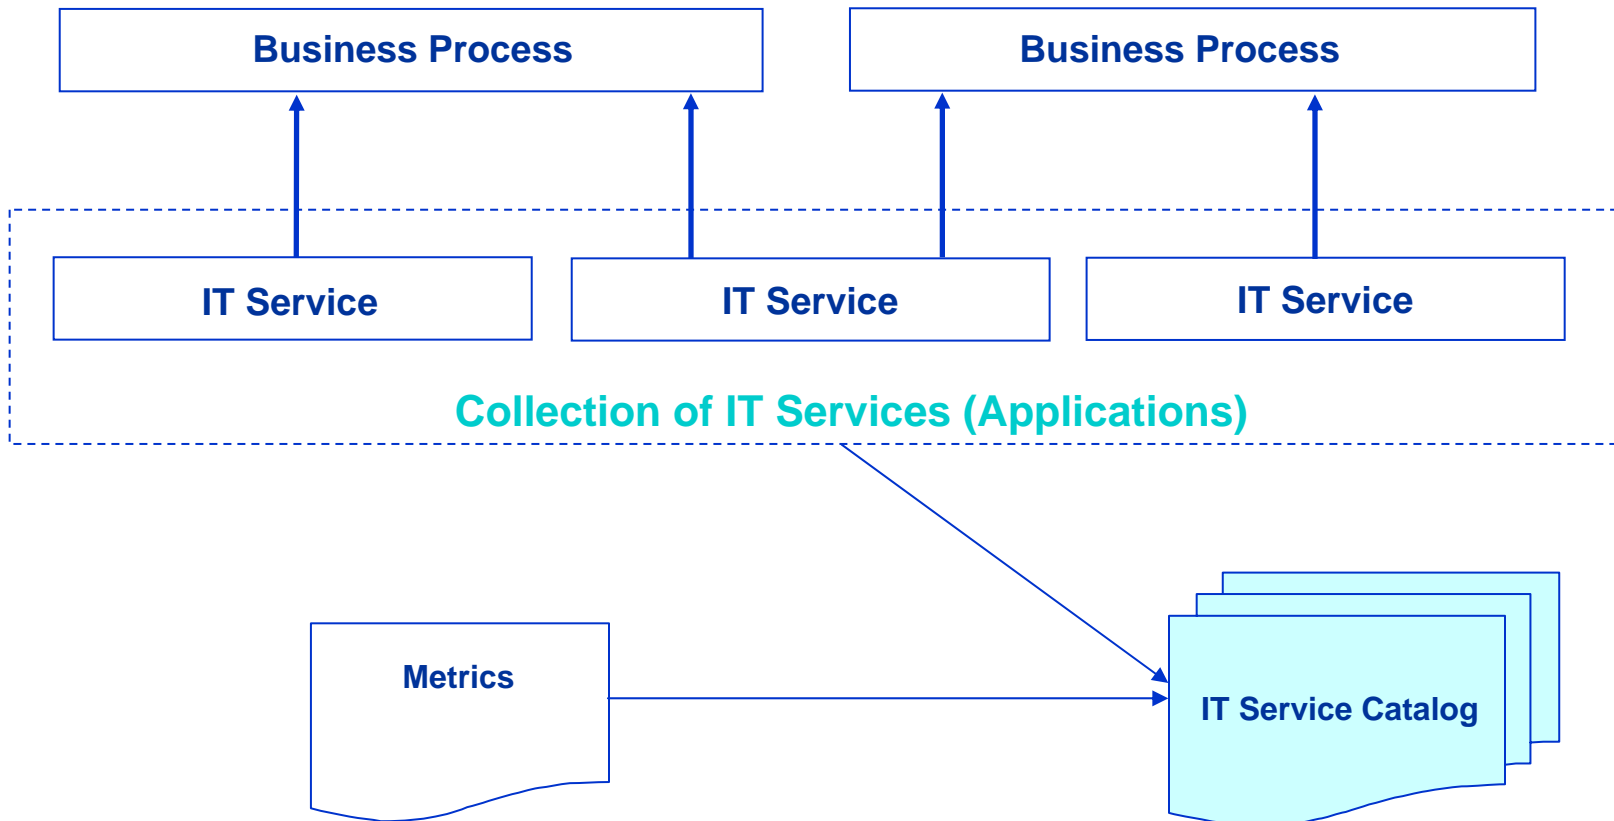 Business Process
Business Process
IT Service
IT Service
IT Service
Collection of IT Services (Applications)
Metrics
IT Service Catalog